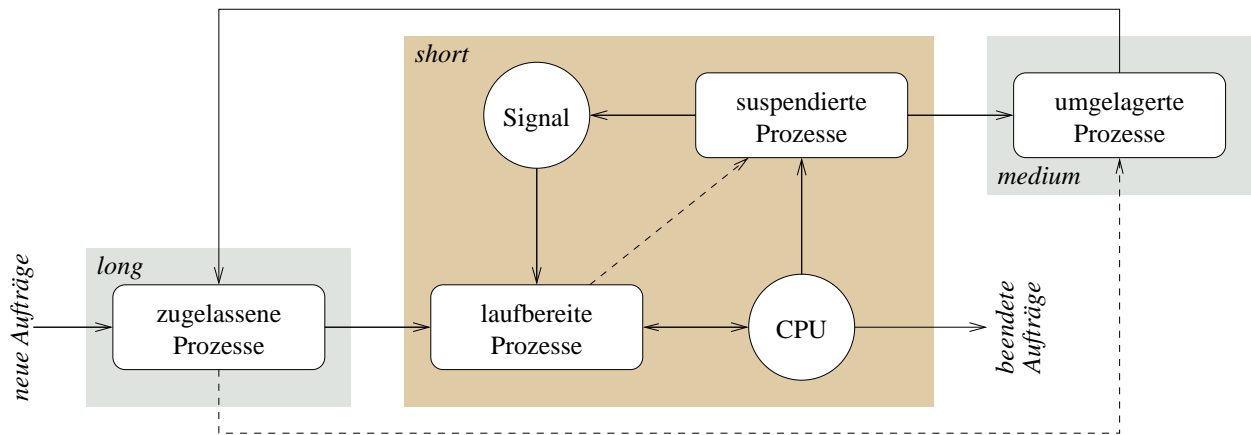 short
Signal
suspendierte
Prozesse
umgelagerte
Prozesse
medium
neue Aufträge
long
zugelassene
Prozesse
laufbereite
Prozesse
CPU
beendete
Aufträge